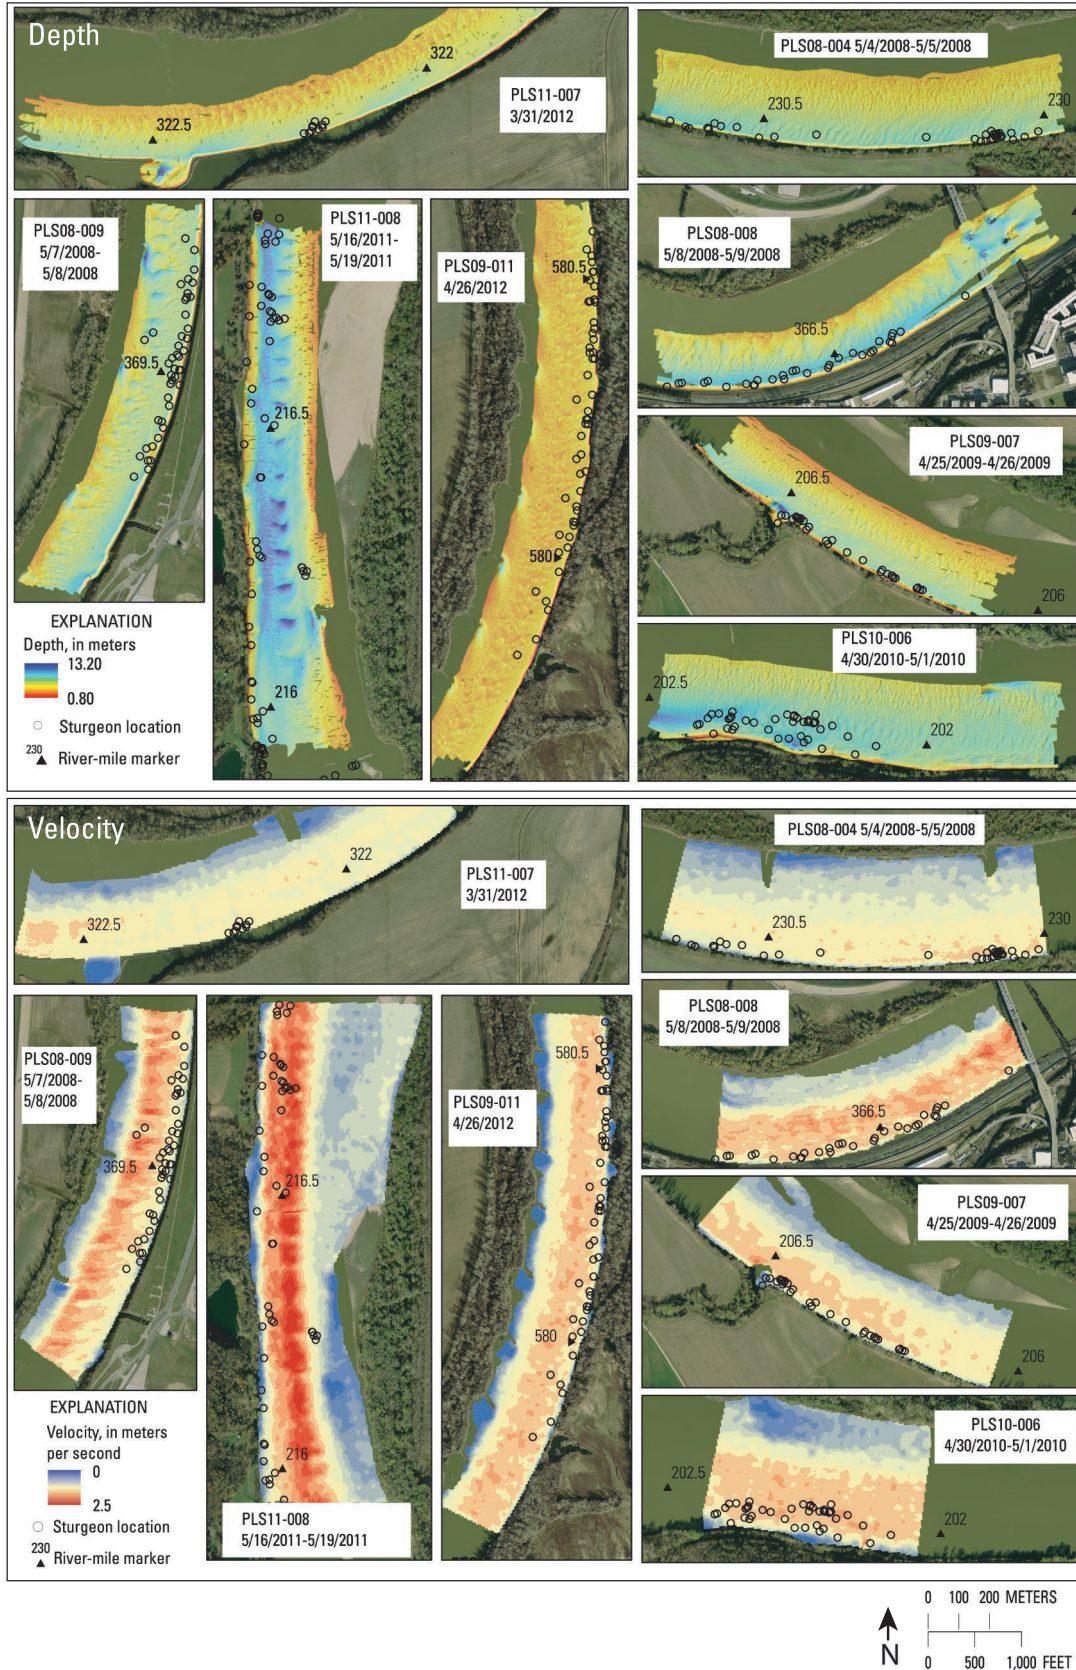 Depth
322
PLS11-007
3/31/2012
322.5
PLS08-004 5/4/2008-5/5/2008
230.5
230
PLS08-009
5/7/2008-
5/8/2008
369.5
PLS11-008
5/16/2011-
5/19/2011
216.5
216
PLS09-011
4/26/2012
580.5
580
PLS08-008
5/8/2008-5/9/2008
366.5
PLS09-007
4/25/2009-4/26/2009
206.5
206
PLS10-006
4/30/2010-5/1/2010
202.5
202
EXPLANATION
Depth, in meters
13.20
0.80
Sturgeon location
230
River-mile marker
Velocity
322
PLS11-007
3/31/2012
322.5
PLS08-004 5/4/2008-5/5/2008
230.5
230
PLS08-009
5/7/2008-
5/8/2008
369.5
216.5
216
PLS11-008
5/16/2011-5/19/2011
580.5
PLS09-011
4/26/2012
580
PLS08-008
5/8/2008-5/9/2008
366.5
PLS09-007
4/25/2009-4/26/2009
206.5
206
PLS10-006
4/30/2010-5/1/2010
202.5
202
EXPLANATION
Velocity, in meters
per second
0
2.5
Sturgeon location
230
River-mile marker
0 100 200 METERS
N
0 500 1,000 FEET